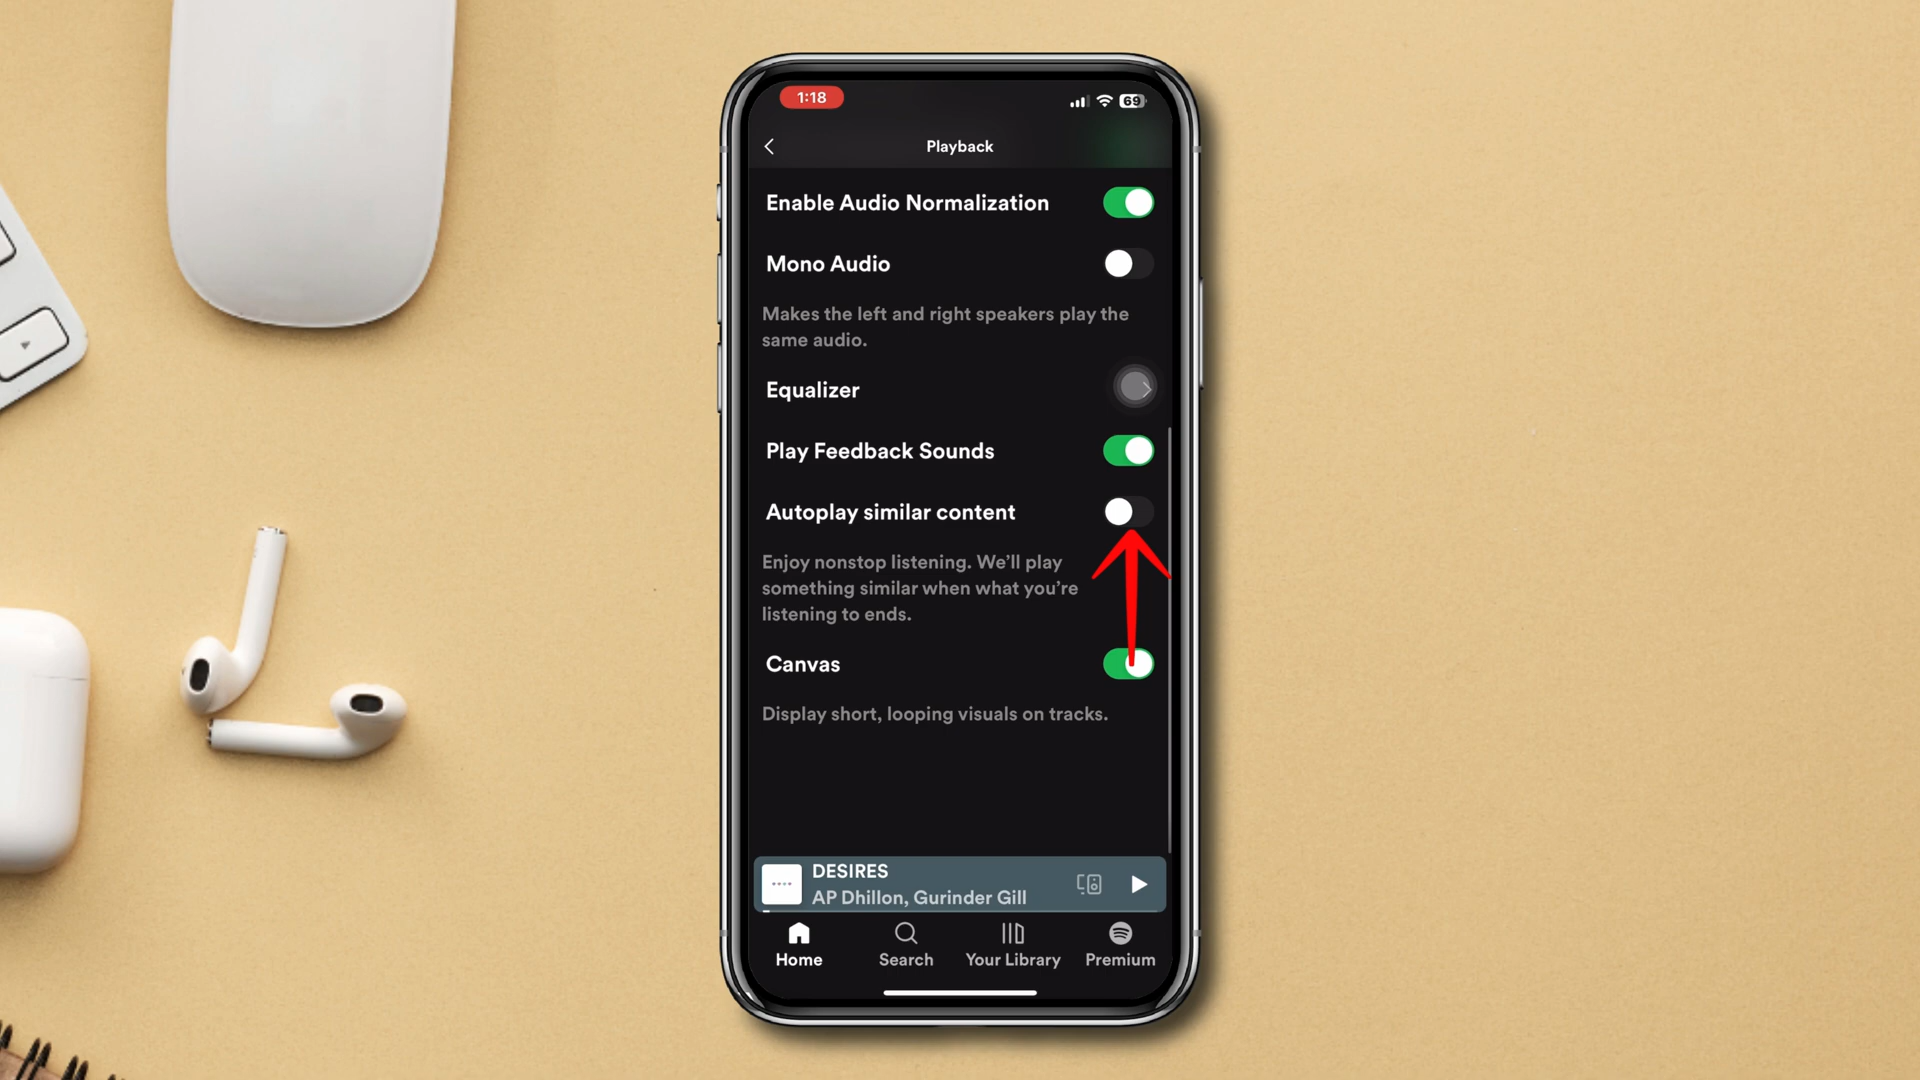 1:18
69
Playback
Enable Audio Normalization
Mono Audio
Makes the left and right speakers play the
same audio.
Equalizer
Play Feedback Sounds
Autoplay similar content
Enjoy nonstop listening. We'll play
something similar when what you're
listening to ends.
Canvas
Display short, looping visuals on tracks.
DESIRES
AP Dhillon, Gurinder Gill
Home
Search
Your Library
Premium